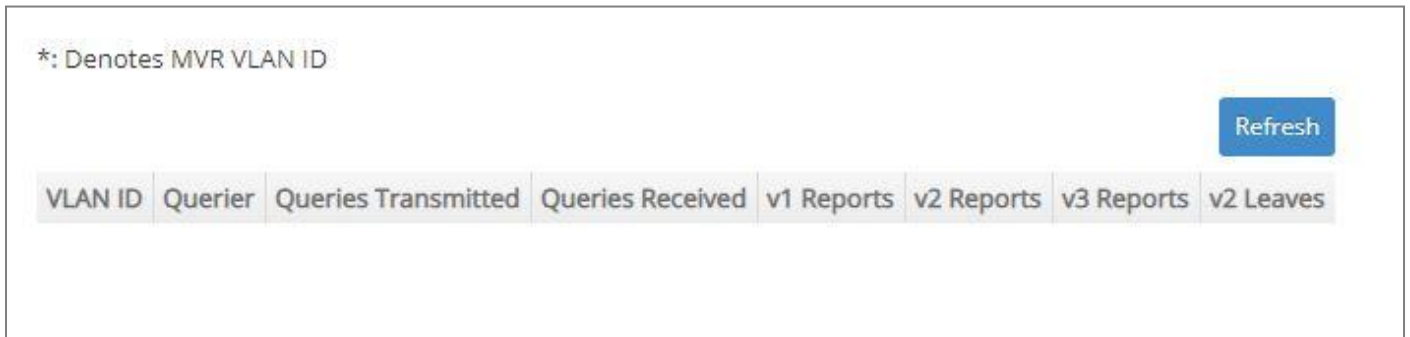 *: Denotes MVR VLAN ID
Refresh
VLAN ID Querier Queries Transmitted Queries Received v1 Reports v2 Reports v3 Reports v2 Leaves